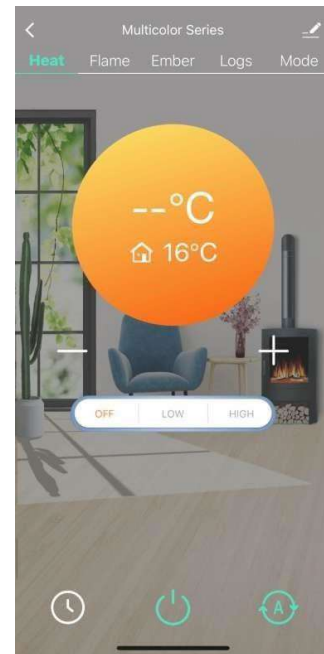 Multicolor Series
Heat Flame Ember Logs Mode
--°C
16°C
OFF LOW HIGH
A